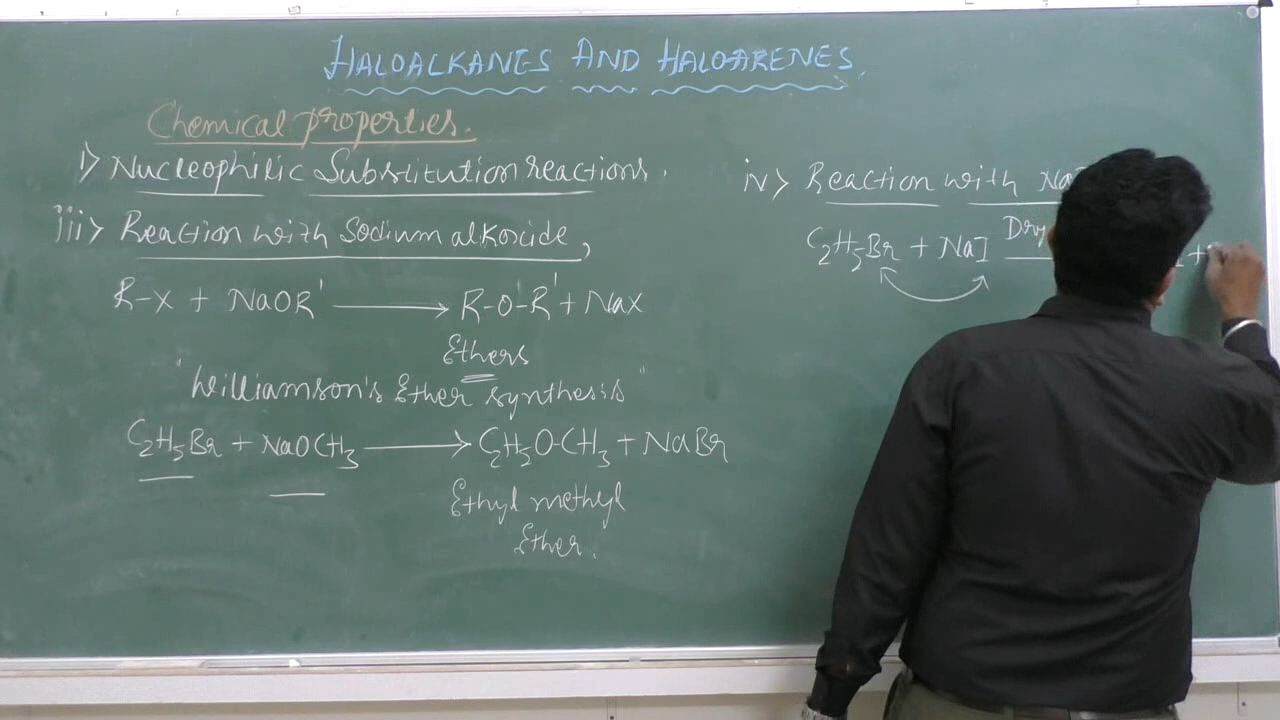 HALOALKANES AND HALOARENES.
Chemical properties.
i> Nucleophilic Substitution reactions.
iii> Reaction with Sodium alkoxide,
R-X + NaOR' ⟶ R-O-R' + NaX
Ethers
"Williamson's Ether synthesis"
C₂H₅Br + NaOCH₃ ⟶ C₂H₅O-CH₃ + NaBr
Ethyl methyl
Ether.
iv> Reaction with
C₂H₅Br + NaI Dry